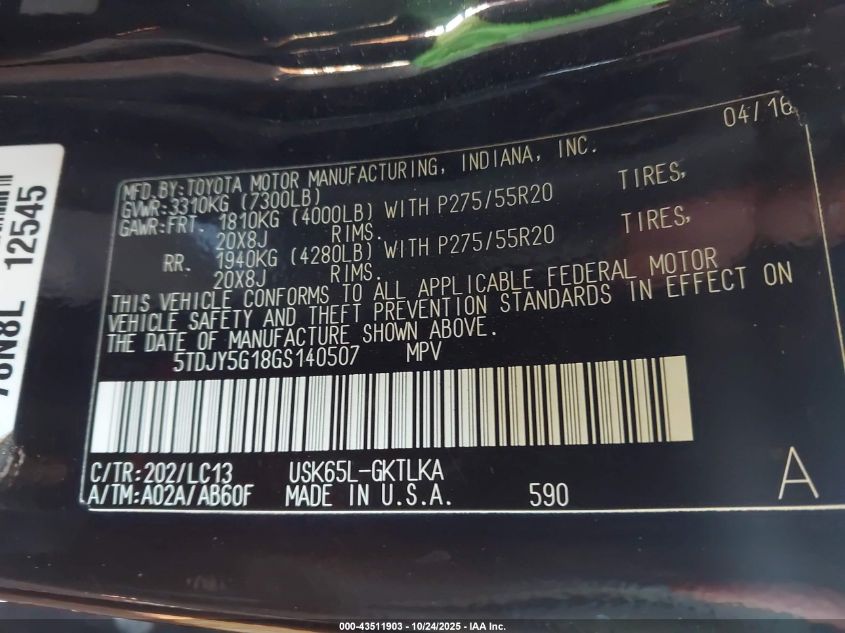 04/16
MFD. BY: TOYOTA MOTOR MANUFACTURING, INDIANA, INC.
GVWR: 3310KG (7300LB)
GAWR: FRT. 1810KG (4000LB) WITH P275/55R20 TIRES,
20X8J RIMS.
RR. 1940KG (4280LB) WITH P275/55R20 TIRES,
20X8J RIMS.
THIS VEHICLE CONFORMS TO ALL APPLICABLE FEDERAL MOTOR
VEHICLE SAFETY AND THEFT PREVENTION STANDARDS IN EFFECT ON
THE DATE OF MANUFACTURE SHOWN ABOVE.
5TDJY5G18GS140507 MPV
C/TR: 202/LC13 USK65L-GKTLKA
A/TM: A02A/AB60F MADE IN U.S.A. 590
A
12545
000-43511903 - 10/24/2025 - IAA Inc.